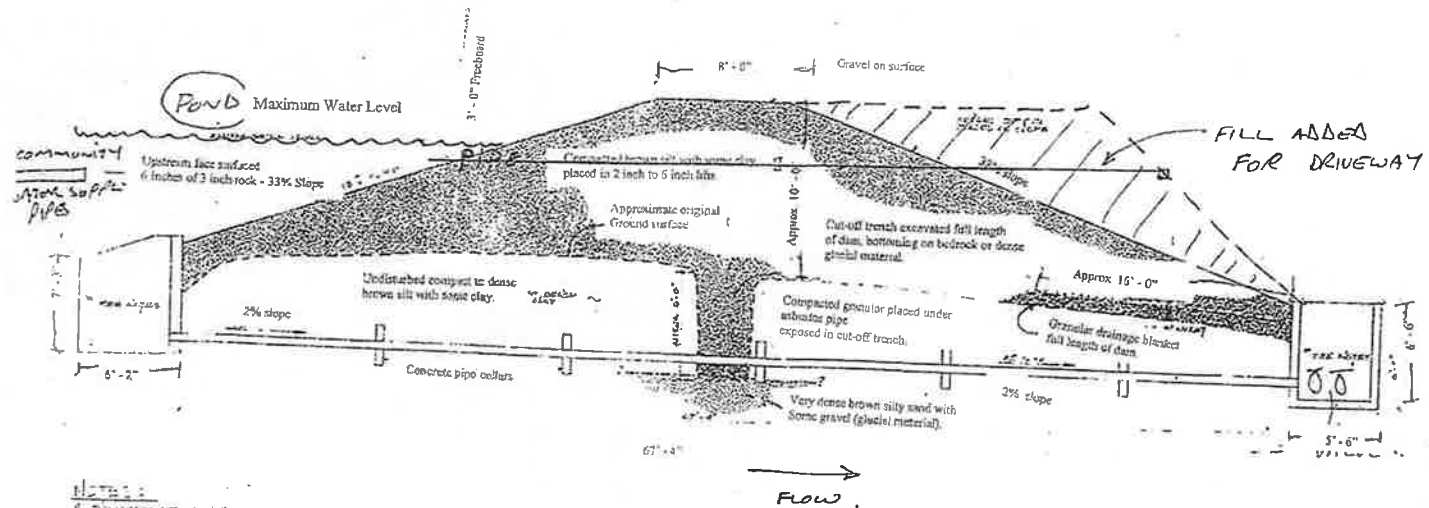 3' - 0" Freeboard
8' - 0"
Gravel on surface
POND
Maximum Water Level
FILL ADDED
FOR DRIVEWAY
COMMUNITY
PIPES
Upstream face surfaced
6 inches of 3 inch rock - 33% Slope
PIPE
Compacted brown silt with some clay
placed in 2 inch to 6 inch lifts.
slope
Approx 10' - 0"
Approximate original
Ground surface
Cut-off trench excavated full length
of dam, bottoming on bedrock or dense
glacial material.
Undisturbed compact to dense
brown silt with some clay.
Approx 16' - 0"
2% slope
Compacted granular placed under
asbestos pipe
exposed in cut-off trench.
Granular drainage blanket
full length of dam
Concrete pipe collars
2% slope
Very dense brown silty sand with
Some gravel (glacial material).
5' - 6"
67' - 4"
FLOW
NOTES: